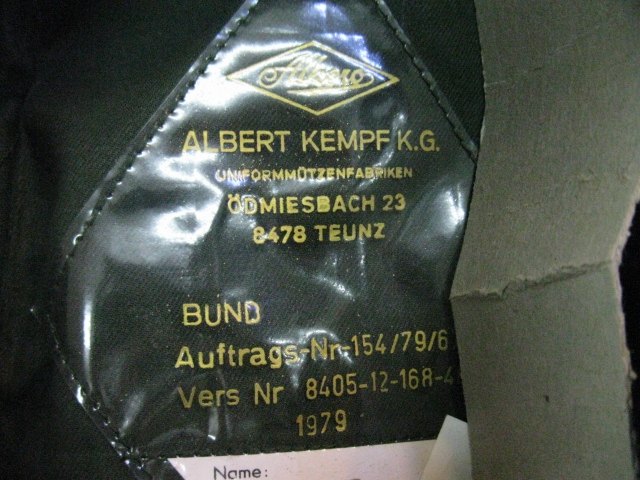 Alkero
ALBERT KEMPF K.G.
UNIFORMMÜTZENFABRIKEN
ÖDMIESBACH 23
8478 TEUNZ
BUND
Auftrags-Nr-154/79/6
Vers Nr 8405-12-168-4
1979
Name: